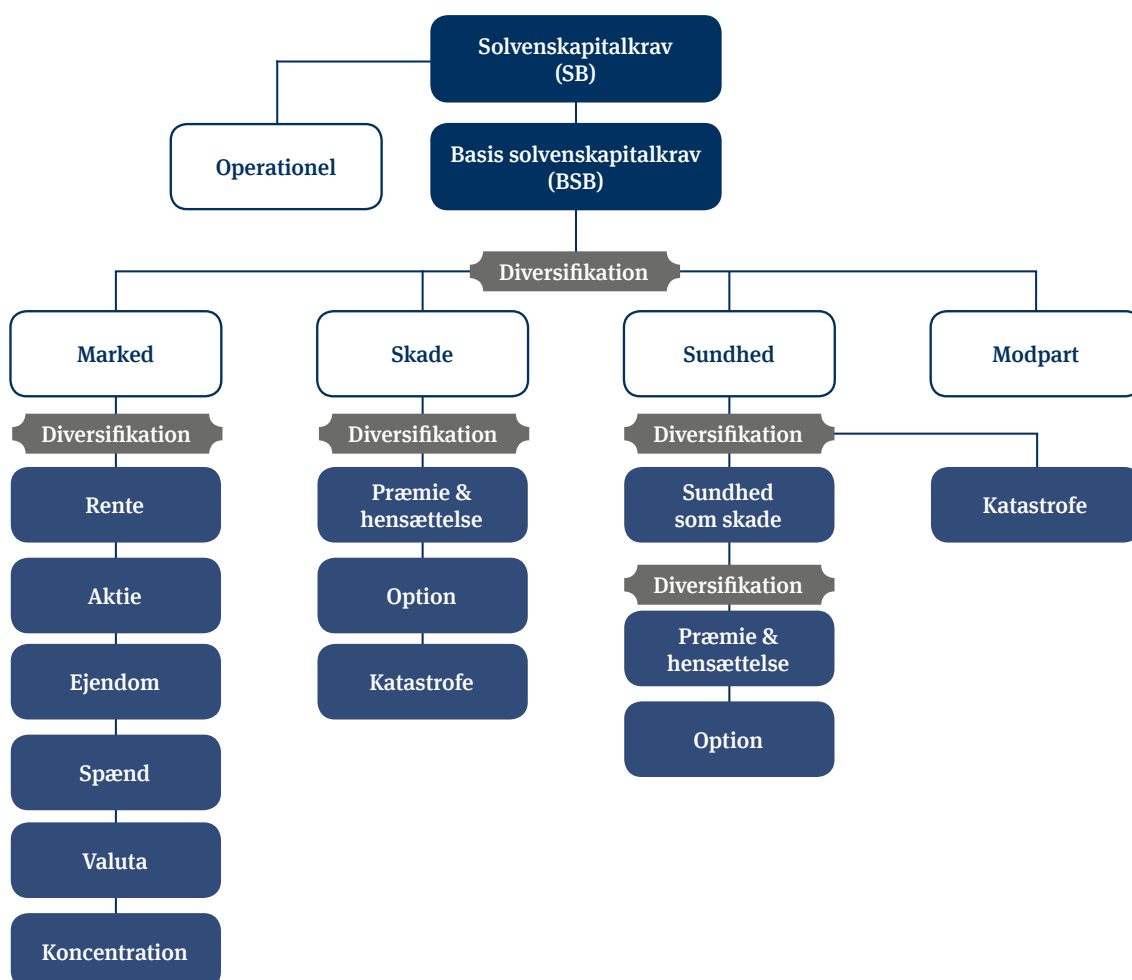 Solvenskapitalkrav
(SB)
Operationel
Basis solvenskapitalkrav
(BSB)
Diversifikation
Marked
Skade
Sundhed
Modpart
Diversifikation
Diversifikation
Diversifikation
Rente
Præmie &
hensættelse
Sundhed
som skade
Katastrofe
Aktie
Option
Diversifikation
Ejendom
Katastrofe
Præmie &
hensættelse
Spænd
Option
Valuta
Koncentration